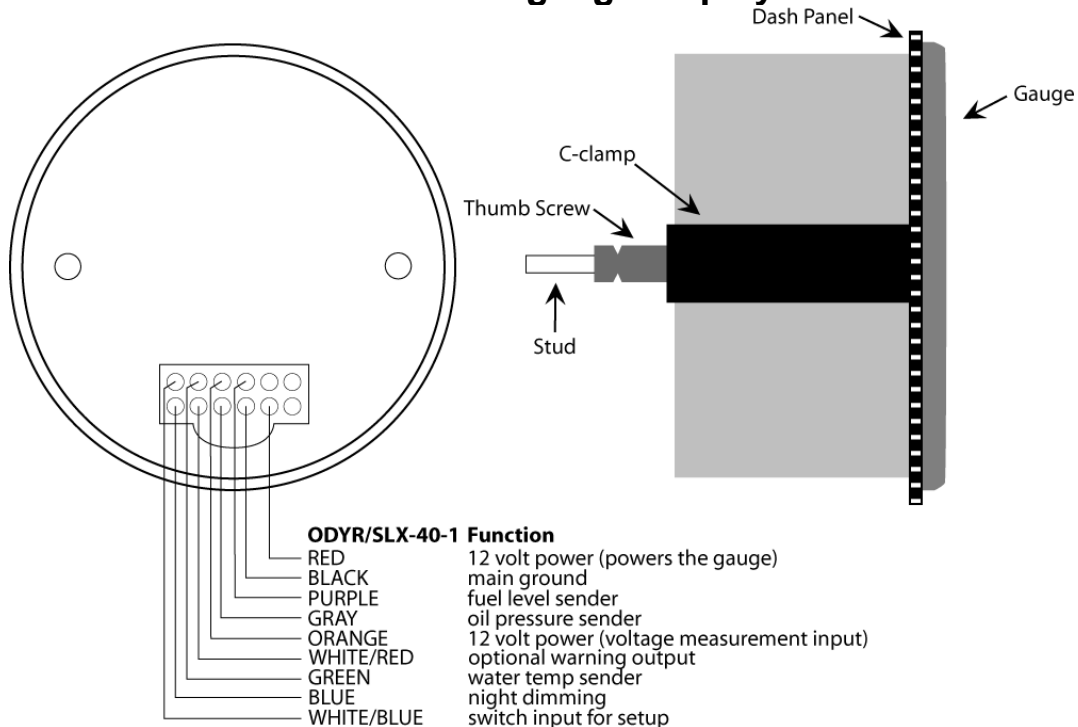 Dash Panel
Gauge
C-clamp
Thumb Screw
Stud
ODYR/SLX-40-1 Function
RED 12 volt power (powers the gauge)
BLACK main ground
PURPLE fuel level sender
GRAY oil pressure sender
ORANGE 12 volt power (voltage measurement input)
WHITE/RED optional warning output
GREEN water temp sender
BLUE night dimming
WHITE/BLUE switch input for setup